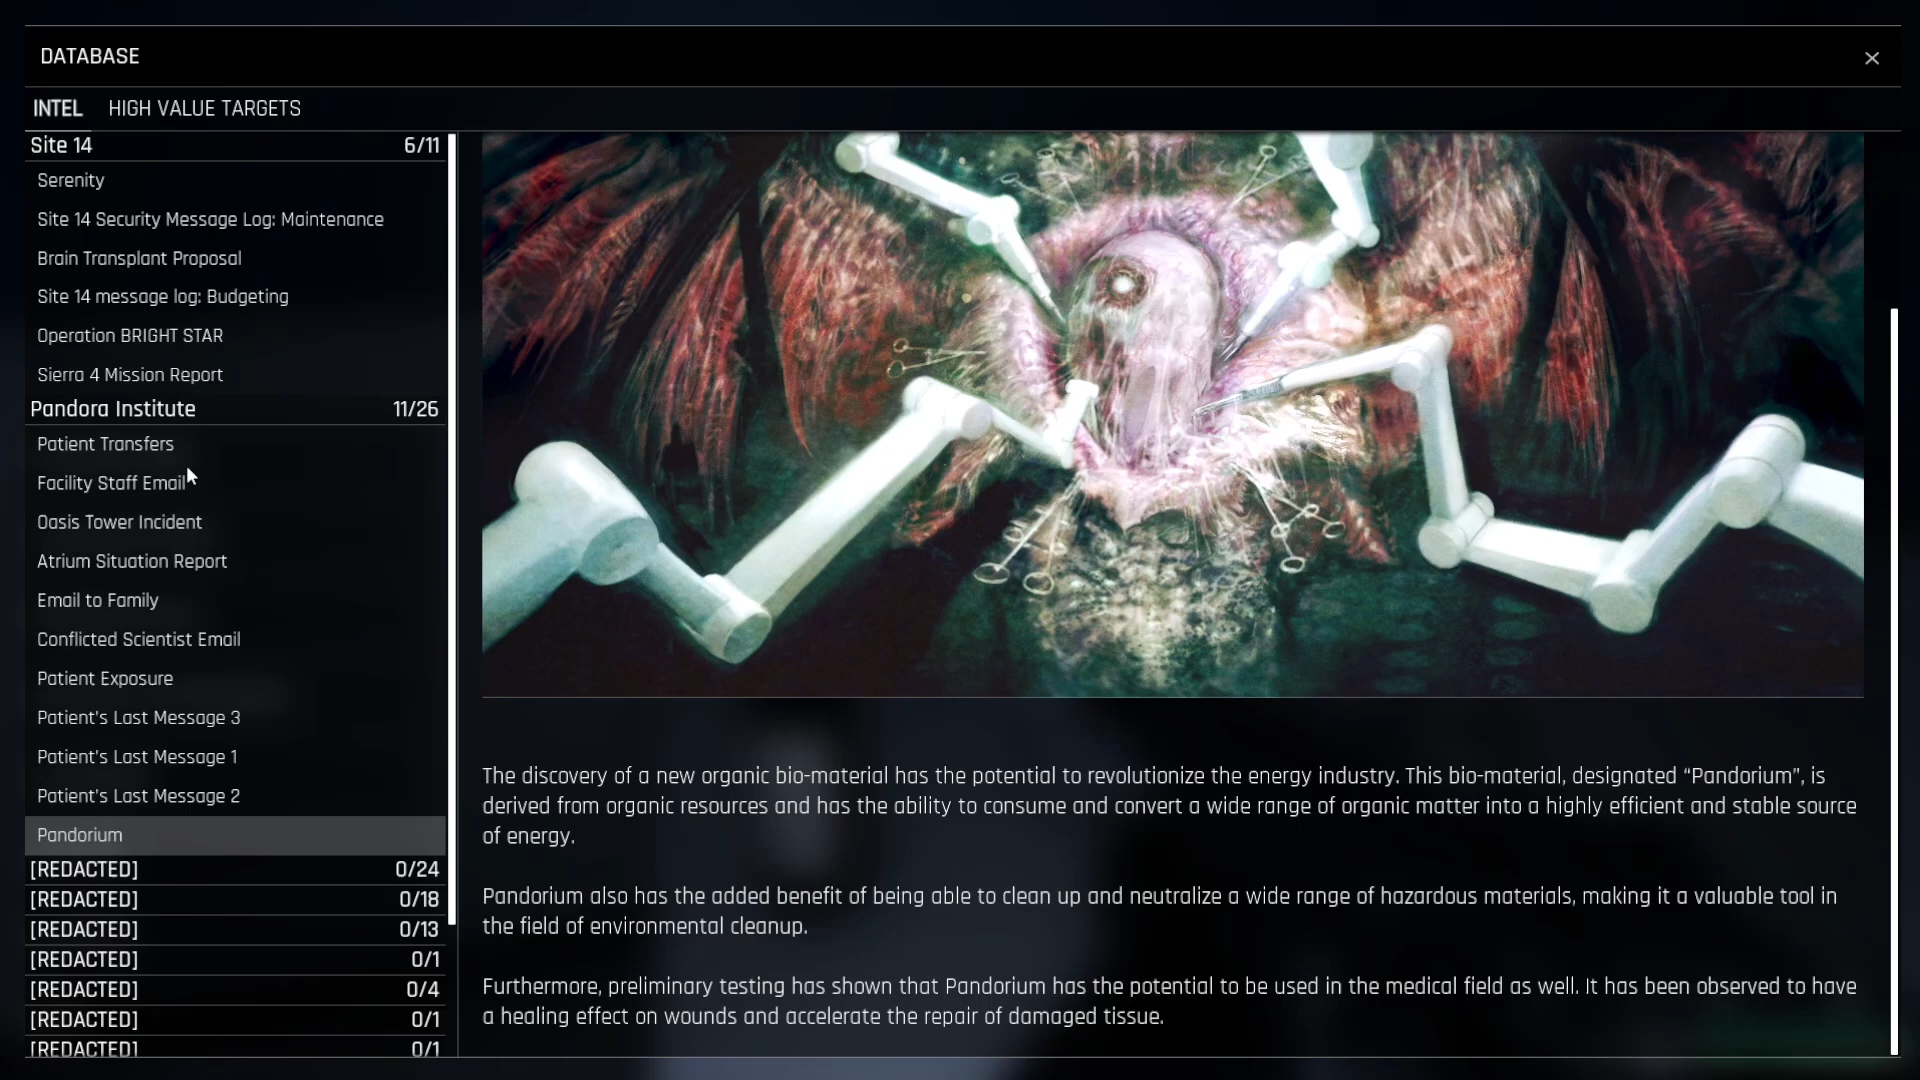 DATABASE
INTEL HIGH VALUE TARGETS
Site 14 6/11
Serenity
Site 14 Security Message Log: Maintenance
Brain Transplant Proposal
Site 14 message log: Budgeting
Operation BRIGHT STAR
Sierra 4 Mission Report
Pandora Institute 11/26
Patient Transfers
Facility Staff Email
Oasis Tower Incident
Atrium Situation Report
Email to Family
Conflicted Scientist Email
Patient Exposure
Patient's Last Message 3
Patient's Last Message 1
Patient's Last Message 2
Pandorium
[REDACTED] 0/24
[REDACTED] 0/18
[REDACTED] 0/13
[REDACTED] 0/1
[REDACTED] 0/4
[REDACTED] 0/1
[REDACTED] 0/1
The discovery of a new organic bio-material has the potential to revolutionize the energy industry. This bio-material, designated “Pandorium”, is
derived from organic resources and has the ability to consume and convert a wide range of organic matter into a highly efficient and stable source
of energy.
Pandorium also has the added benefit of being able to clean up and neutralize a wide range of hazardous materials, making it a valuable tool in
the field of environmental cleanup.
Furthermore, preliminary testing has shown that Pandorium has the potential to be used in the medical field as well. It has been observed to have
a healing effect on wounds and accelerate the repair of damaged tissue.